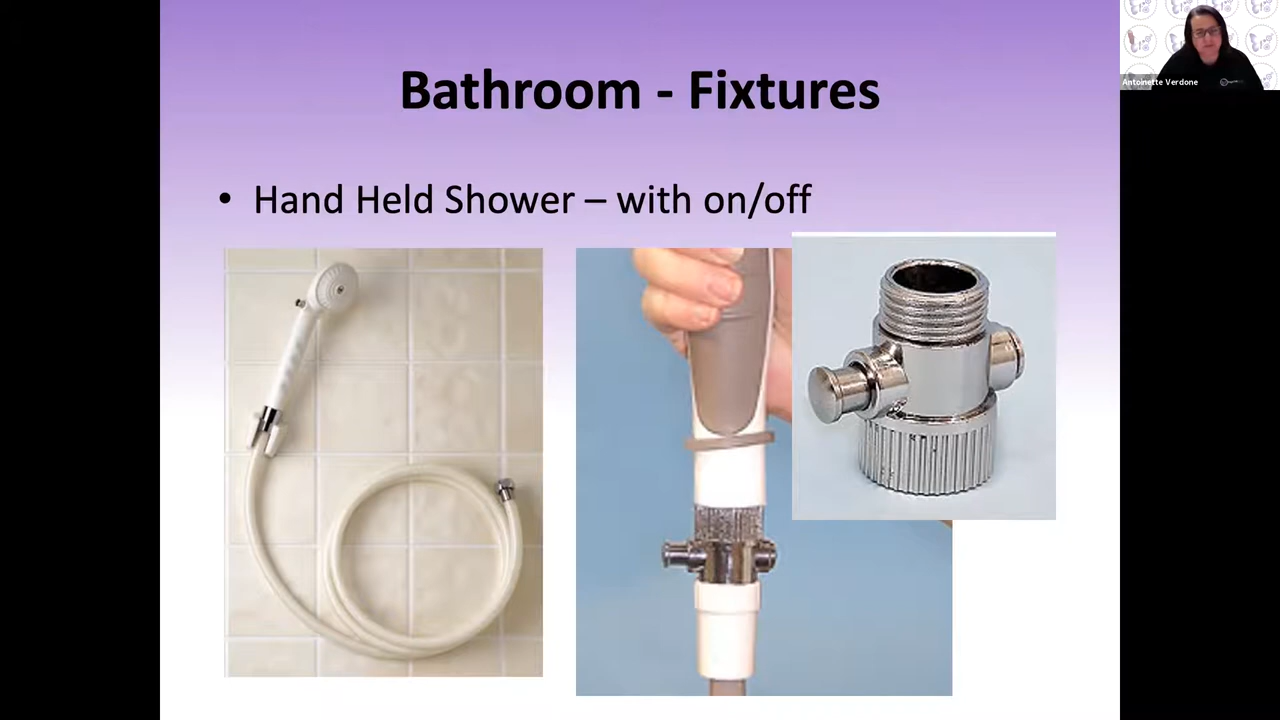 Bathroom - Fixtures
• Hand Held Shower – with on/off
Antoinette Verdone